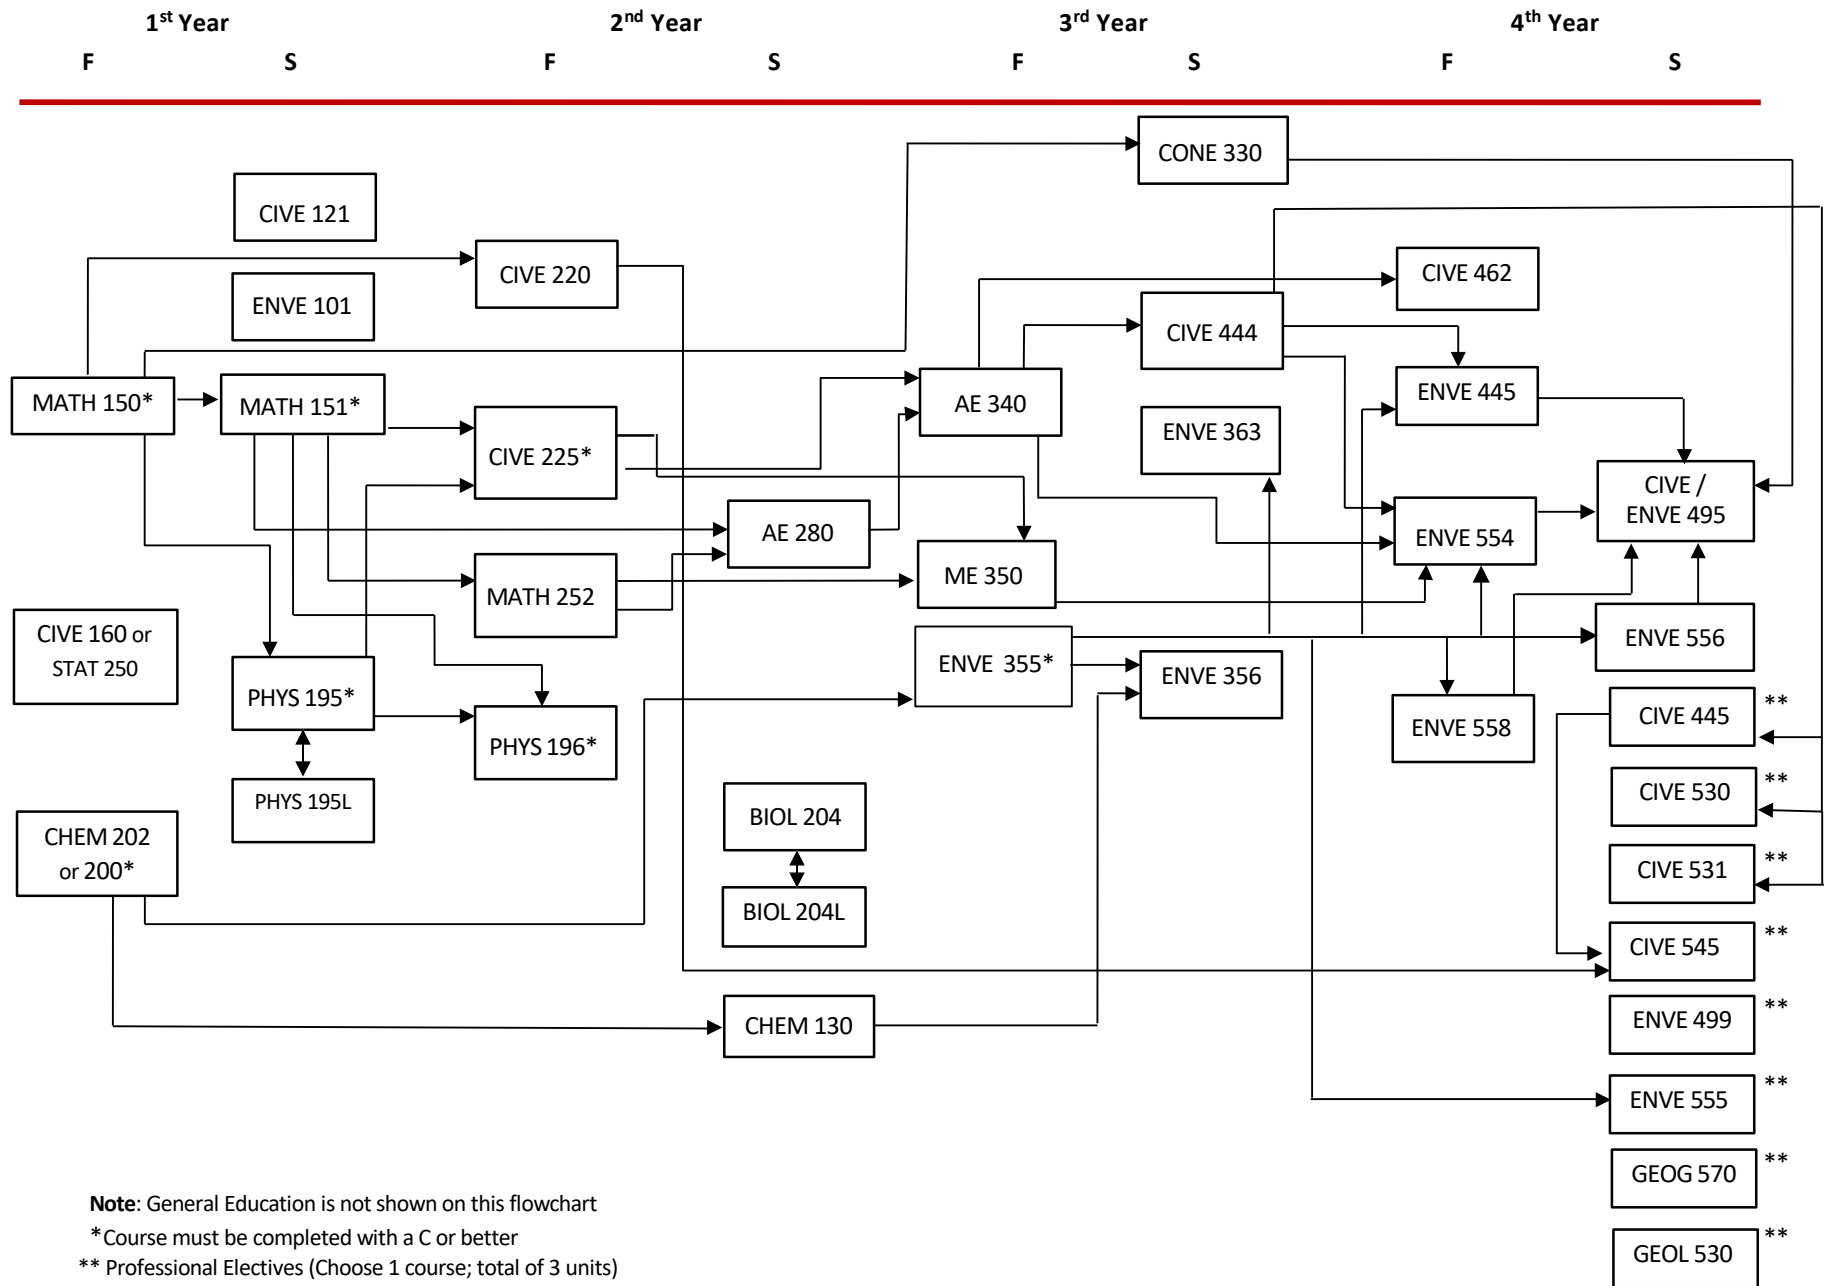 1st Year
2nd Year
3rd Year
4th Year
F
S
F
S
F
S
F
S
CONE 330
CIVE 121
CIVE 220
CIVE 462
ENVE 101
CIVE 444
MATH 150*
MATH 151*
AE 340
ENVE 445
CIVE 225*
ENVE 363
CIVE /
ENVE 495
AE 280
ENVE 554
MATH 252
ME 350
CIVE 160 or
STAT 250
ENVE 355*
ENVE 356
ENVE 556
PHYS 195*
PHYS 196*
ENVE 558
CIVE 445 **
PHYS 195L
CIVE 530 **
CHEM 202
or 200*
BIOL 204
CIVE 531 **
BIOL 204L
CIVE 545 **
CHEM 130
ENVE 499 **
ENVE 555 **
GEOG 570 **
GEOL 530 **
Note: General Education is not shown on this flowchart
*Course must be completed with a C or better
** Professional Electives (Choose 1 course; total of 3 units)